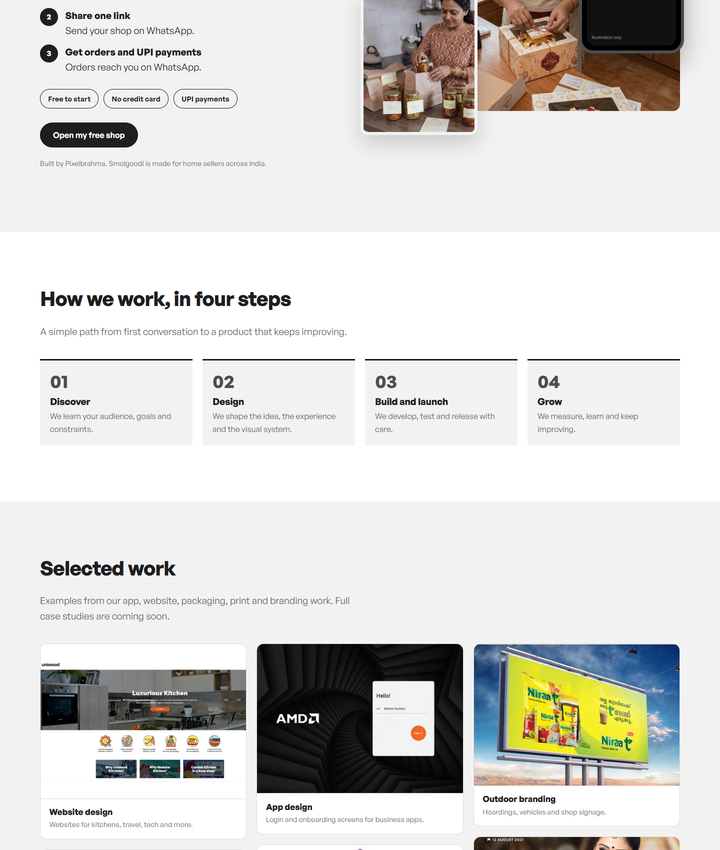 2
Share one link
Send your shop on WhatsApp.
3
Get orders and UPI payments
Orders reach you on WhatsApp.
Free to start
No credit card
UPI payments
Open my free shop
Built by Pixelbrahma. Smolgoodi is made for home sellers across India.
Illustration only
How we work, in four steps
A simple path from first conversation to a product that keeps improving.
01
Discover
We learn your audience, goals and
constraints.
02
Design
We shape the idea, the experience
and the visual system.
03
Build and launch
We develop, test and release with
care.
04
Grow
We measure, learn and keep
improving.
Selected work
Examples from our app, website, packaging, print and branding work. Full
case studies are coming soon.
Luxurious Kitchen
Website design
Websites for kitchens, travel, tech and more.
AMD
Hello!
Mobile Number
App design
Login and onboarding screens for business apps.
Niraa
Niraa
Outdoor branding
Hoardings, vehicles and shop signage.
12 AUGUST 2021